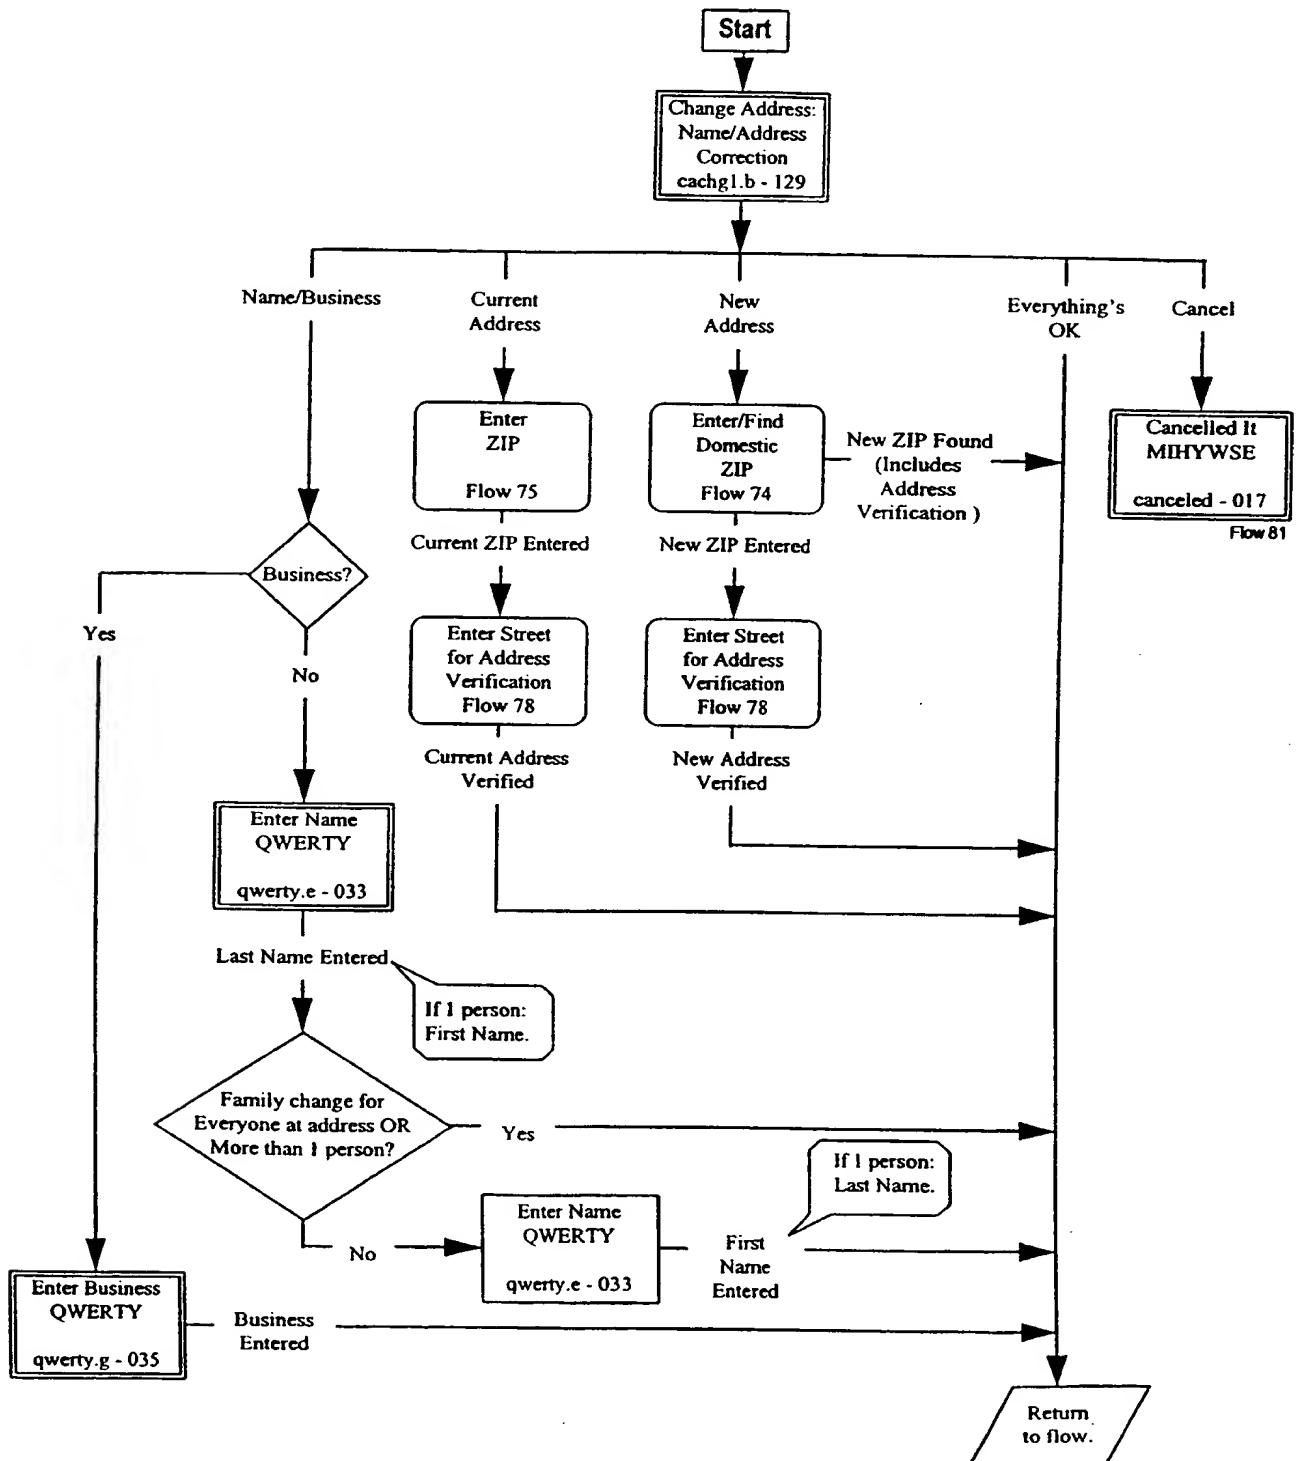 Start
Change Address:
Name/Address
Correction
cachg1.b - 129
Name/Business
Current
Address
New
Address
Everything's
OK
Cancel
Enter
ZIP
Flow 75
Enter/Find
Domestic
ZIP
Flow 74
New ZIP Found
(Includes
Address
Verification )
Cancelled It
MIHYWSE
canceled - 017
Flow 81
Current ZIP Entered
New ZIP Entered
Business?
Yes
No
Enter Street
for Address
Verification
Flow 78
Enter Street
for Address
Verification
Flow 78
Current Address
Verified
New Address
Verified
Enter Name
QWERTY
qwerty.e - 033
Last Name Entered
If 1 person:
First Name.
Family change for
Everyone at address OR
More than 1 person?
Yes
If 1 person:
Last Name.
No
Enter Name
QWERTY
qwerty.e - 033
First
Name
Entered
Enter Business
QWERTY
qwerty.g - 035
Business
Entered
Return
to flow.